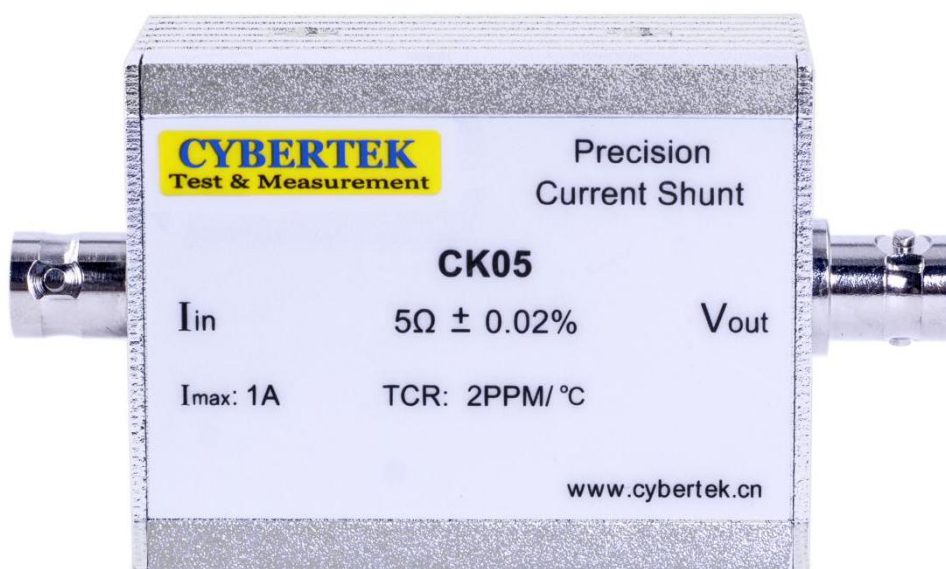 CYBERTEK
Test & Measurement
Precision
Current Shunt
CK05
Iin
5Ω ± 0.02%
Vout
Imax: 1A
TCR: 2PPM/ ℃
www.cybertek.cn